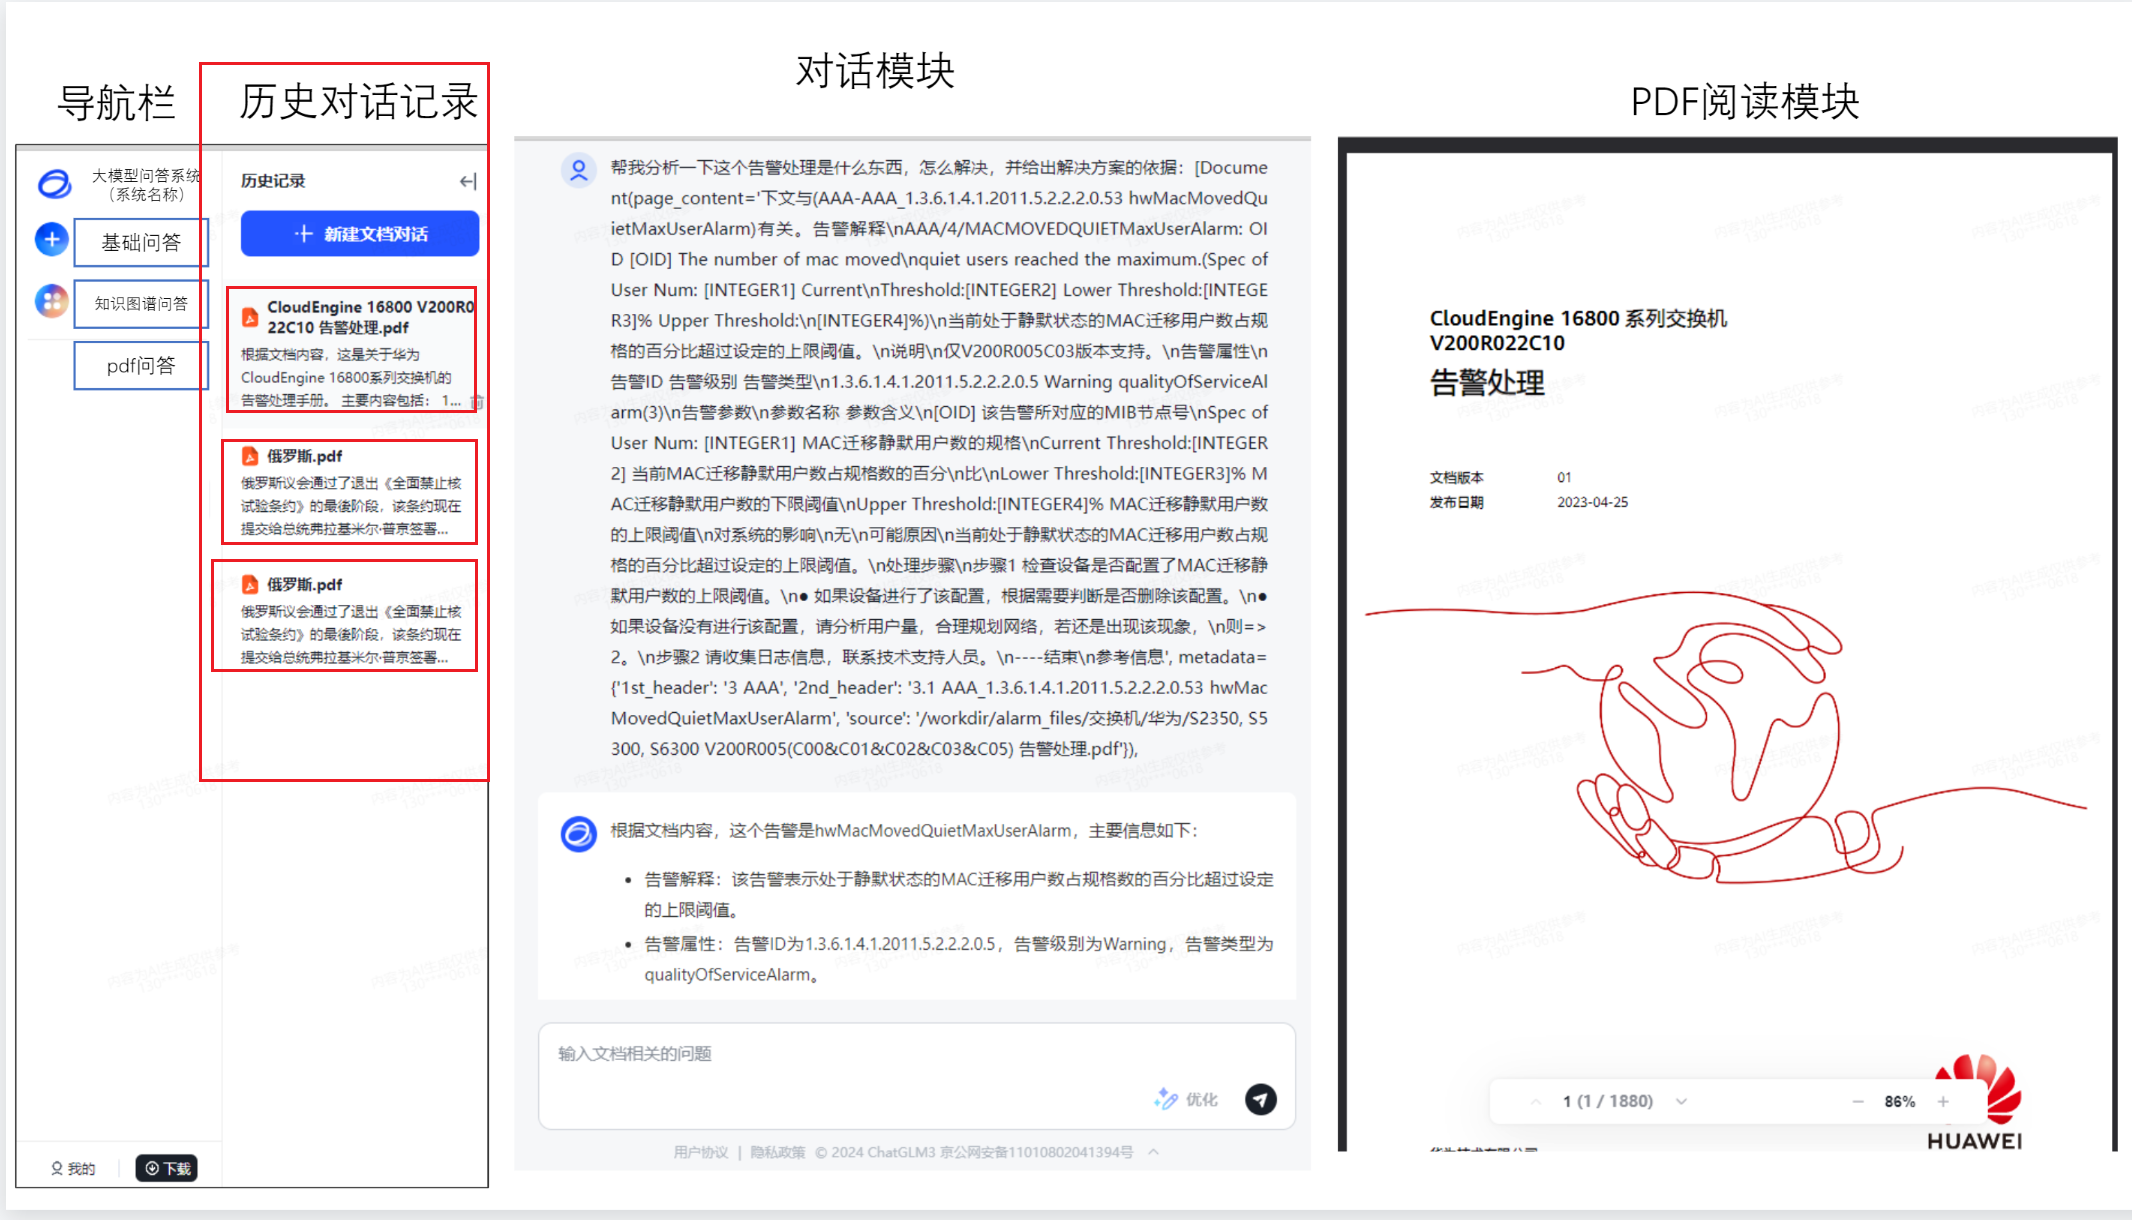 导航栏
历史对话记录
对话模块
PDF阅读模块
大模型问答系统
（系统名称）
基础问答
知识图谱问答
pdf问答
我的
下载
历史记录
新建文档对话
CloudEngine 16800 V200R0
22C10 告警处理.pdf
根据文档内容，这是关于华为
CloudEngine 16800系列交换机的
告警处理手册。 主要内容包括： 1...
俄罗斯.pdf
俄罗斯议会通过了退出《全面禁止核
试验条约》的最後阶段，该条约现在
提交给总统弗拉基米尔·普京签署...
俄罗斯.pdf
俄罗斯议会通过了退出《全面禁止核
试验条约》的最後阶段，该条约现在
提交给总统弗拉基米尔·普京签署...
帮我分析一下这个告警处理是什么东西，怎么解决，并给出解决方案的依据：[Docume
nt(page_content='下文与(AAA-AAA_1.3.6.1.4.1.2011.5.2.2.2.0.53 hwMacMovedQu
ietMaxUserAlarm)有关。告警解释\nAAA/4/MACMOVEDQUIETMaxUserAlarm: OI
D [OID] The number of mac moved\nquiet users reached the maximum.(Spec of
User Num: [INTEGER1] Current\nThreshold:[INTEGER2] Lower Threshold:[INTEGE
R3]% Upper Threshold:\n[INTEGER4]%)\n当前处于静默状态的MAC迁移用户数占规
格的百分比超过设定的上限阈值。\n说明\n仅V200R005C03版本支持。\n告警属性\n
告警ID 告警级别 告警类型\n1.3.6.1.4.1.2011.5.2.2.2.0.5 Warning qualityOfServiceAl
arm(3)\n告警参数\n参数名称 参数含义\n[OID] 该告警所对应的MIB节点号\nSpec of
User Num: [INTEGER1] MAC迁移静默用户数的规格\nCurrent Threshold:[INTEGER
2] 当前MAC迁移静默用户数占规格数的百分\n比\nLower Threshold:[INTEGER3]% M
AC迁移静默用户数的下限阈值\nUpper Threshold:[INTEGER4]% MAC迁移静默用户数
的上限阈值\n对系统的影响\n无\n可能原因\n当前处于静默状态的MAC迁移用户数占规
格的百分比超过设定的上限阈值。\n处理步骤\n步骤1 检查设备是否配置了MAC迁移静
默用户数的上限阈值。\n● 如果设备进行了该配置，根据需要判断是否删除该配置。\n●
如果设备没有进行该配置，请分析用户量，合理规划网络，若还是出现该现象，\n则=>
2。\n步骤2 请收集日志信息，联系技术支持人员。\n----结束\n参考信息', metadata=
{'1st_header': '3 AAA', '2nd_header': '3.1 AAA_1.3.6.1.4.1.2011.5.2.2.2.0.53 hwMac
MovedQuietMaxUserAlarm', 'source': '/workdir/alarm_files/交换机/华为/S2350, S5
300, S6300 V200R005(C00&C01&C02&C03&C05) 告警处理.pdf'}),
根据文档内容，这个告警是hwMacMovedQuietMaxUserAlarm，主要信息如下：
• 告警解释：该告警表示处于静默状态的MAC迁移用户数占规格数的百分比超过设定
的上限阈值。
• 告警属性：告警ID为1.3.6.1.4.1.2011.5.2.2.2.0.5，告警级别为Warning，告警类型为
qualityOfServiceAlarm。
输入文档相关的问题
优化
用户协议 | 隐私政策 © 2024 ChatGLM3 京公网安备11010802041394号
CloudEngine 16800 系列交换机
V200R022C10
告警处理
文档版本 01
发布日期 2023-04-25
1 (1 / 1880)
86%
HUAWEI